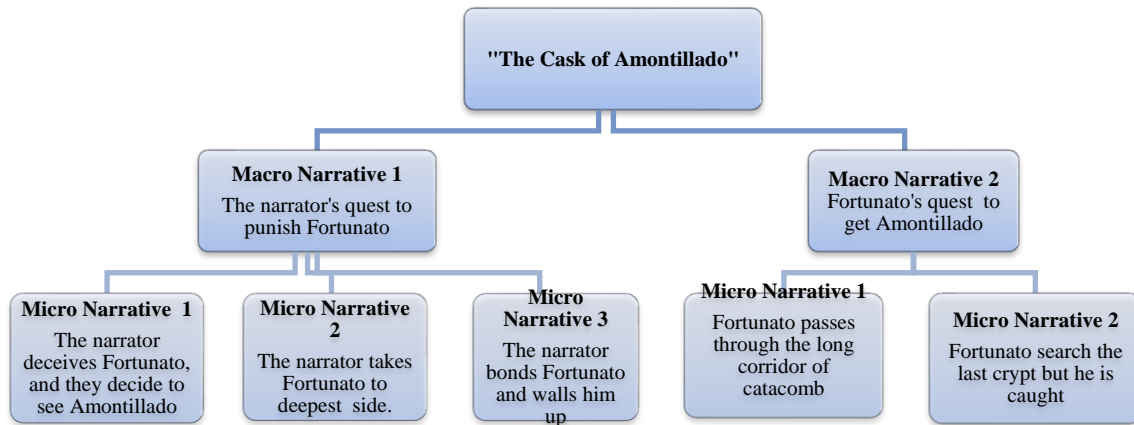 "The Cask of Amontillado"
Macro Narrative 1
The narrator's quest to
punish Fortunato
Macro Narrative 2
Fortunato's quest to
get Amontillado
Micro Narrative 1
The narrator
deceives Fortunato,
and they decide to
see Amontillado
Micro Narrative
2
The narrator takes
Fortunato to
deepest side.
Micro
Narrative 3
The narrator
bonds Fortunato
and walls him
up
Micro Narrative 1
Fortunato passes
through the long
corridor of
catacomb
Micro Narrative 2
Fortunato search the
last crypt but he is
caught